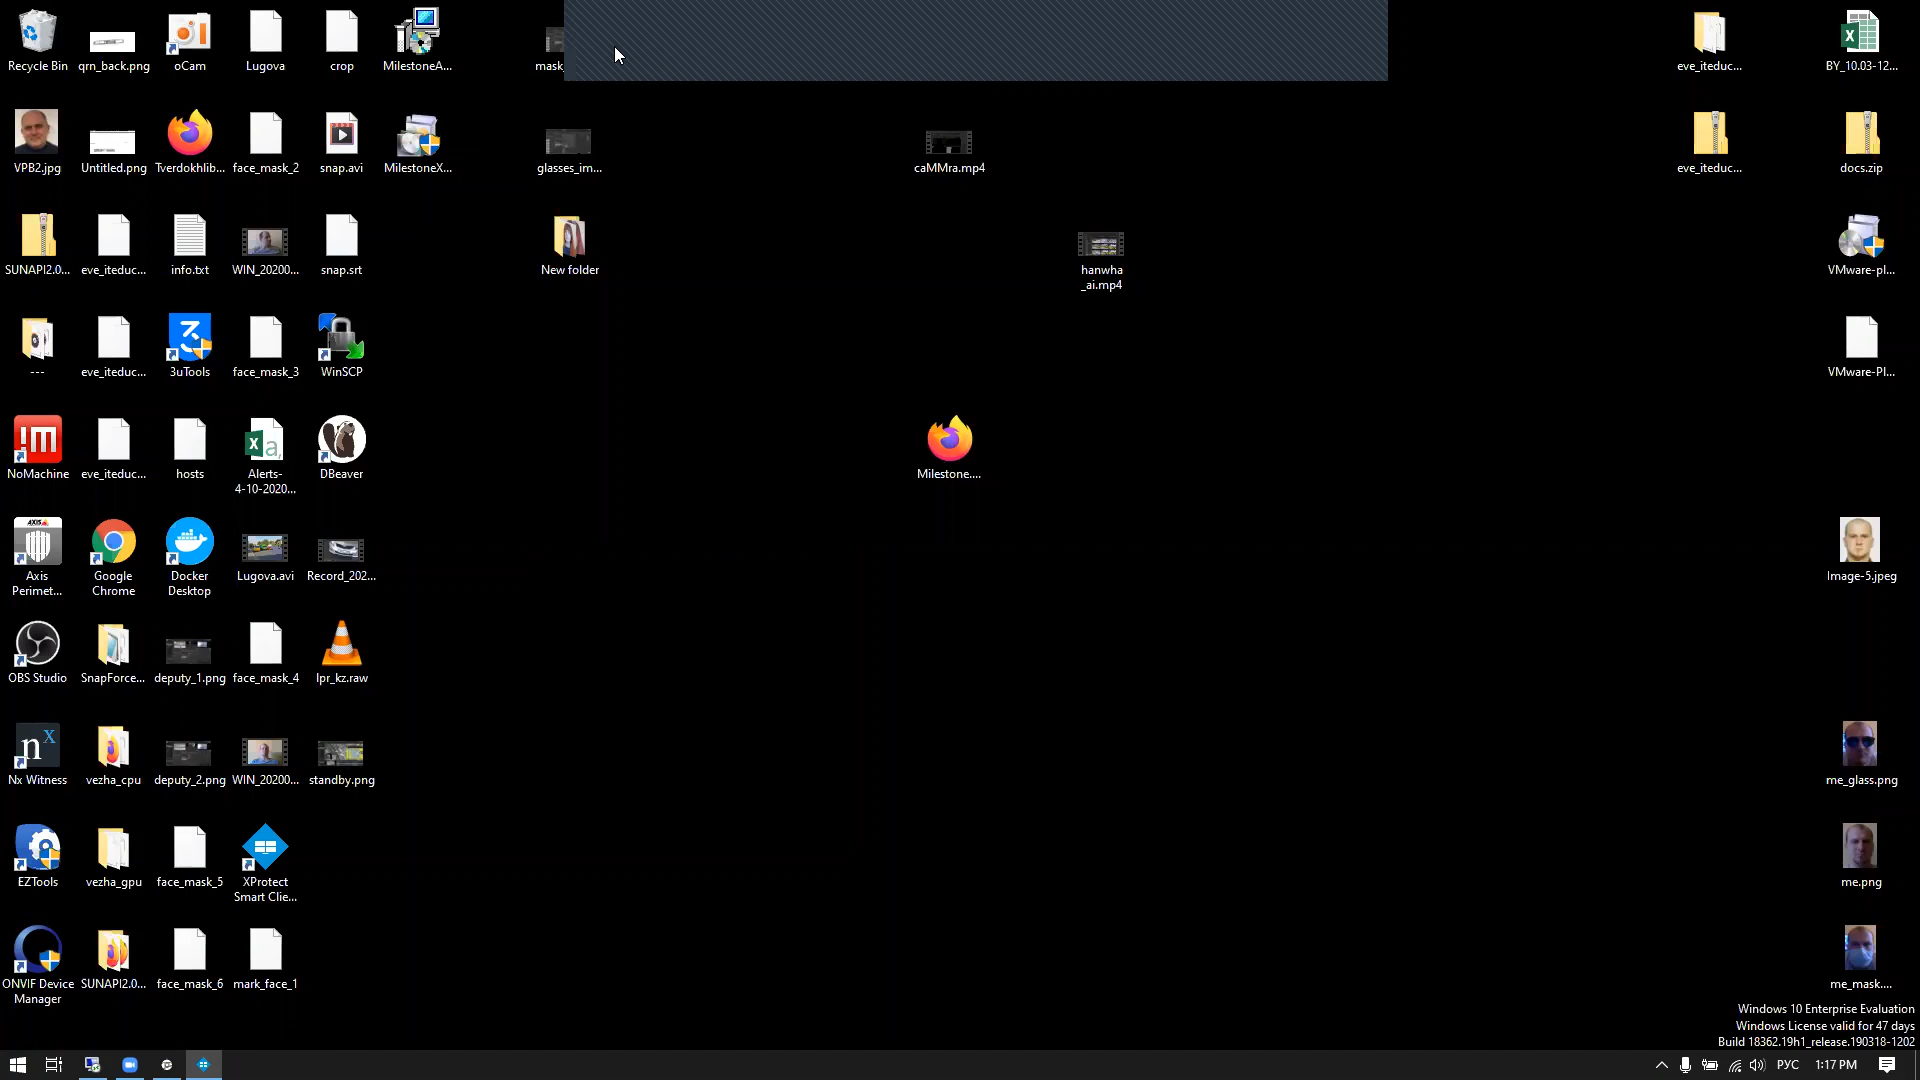 Recycle Bin
qrn_back.png
oCam
Lugova
crop
MilestoneA...
mask_
eve_iteduc...
BY_10.03-12...
VPB2.jpg
Untitled.png
Tverdokhlib...
face_mask_2
snap.avi
MilestoneX...
glasses_im...
caMMra.mp4
eve_iteduc...
docs.zip
SUNAPI2.0...
eve_iteduc...
info.txt
WIN_20200...
snap.srt
New folder
hanwha
_ai.mp4
VMware-pl...
---
eve_iteduc...
3uTools
face_mask_3
WinSCP
VMware-Pl...
NoMachine
eve_iteduc...
hosts
Alerts-
4-10-2020...
DBeaver
Milestone....
AXIS
Axis
Perimet...
Google
Chrome
Docker
Desktop
Lugova.avi
Record_202...
Image-5.jpeg
OBS Studio
SnapForce...
deputy_1.png
face_mask_4
lpr_kz.raw
nx
Nx Witness
vezha_cpu
deputy_2.png
WIN_20200...
standby.png
me_glass.png
EZTools
vezha_gpu
face_mask_5
XProtect
Smart Clie...
me.png
ONVIF Device
Manager
SUNAPI2.0...
face_mask_6
mark_face_1
me_mask....
Windows 10 Enterprise Evaluation
Windows License valid for 47 days
Build 18362.19h1_release.190318-1202
РУС
1:17 PM